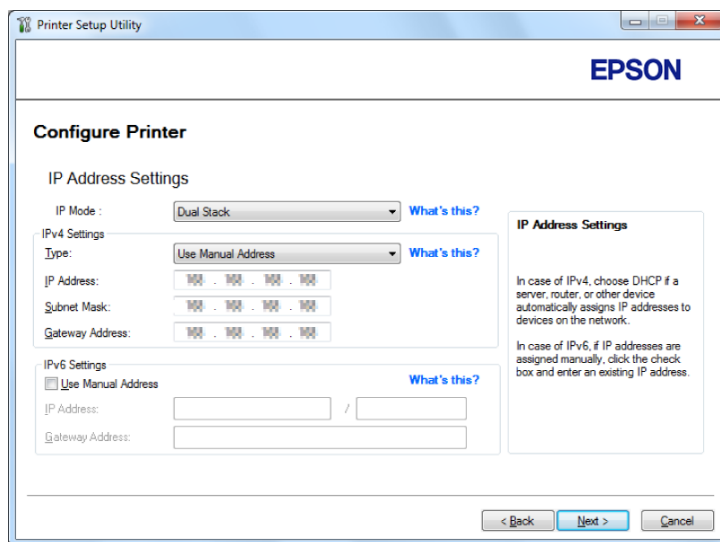 Printer Setup Utility
EPSON
Configure Printer
IP Address Settings
IP Mode : Dual Stack What's this?
IPv4 Settings
Type: Use Manual Address What's this?
IP Address:
Subnet Mask:
Gateway Address:
IPv6 Settings
Use Manual Address What's this?
IP Address: /
Gateway Address:
IP Address Settings
In case of IPv4, choose DHCP if a
server, router, or other device
automatically assigns IP addresses to
devices on the network.
In case of IPv6, if IP addresses are
assigned manually, click the check
box and enter an existing IP address.
< Back Next > Cancel